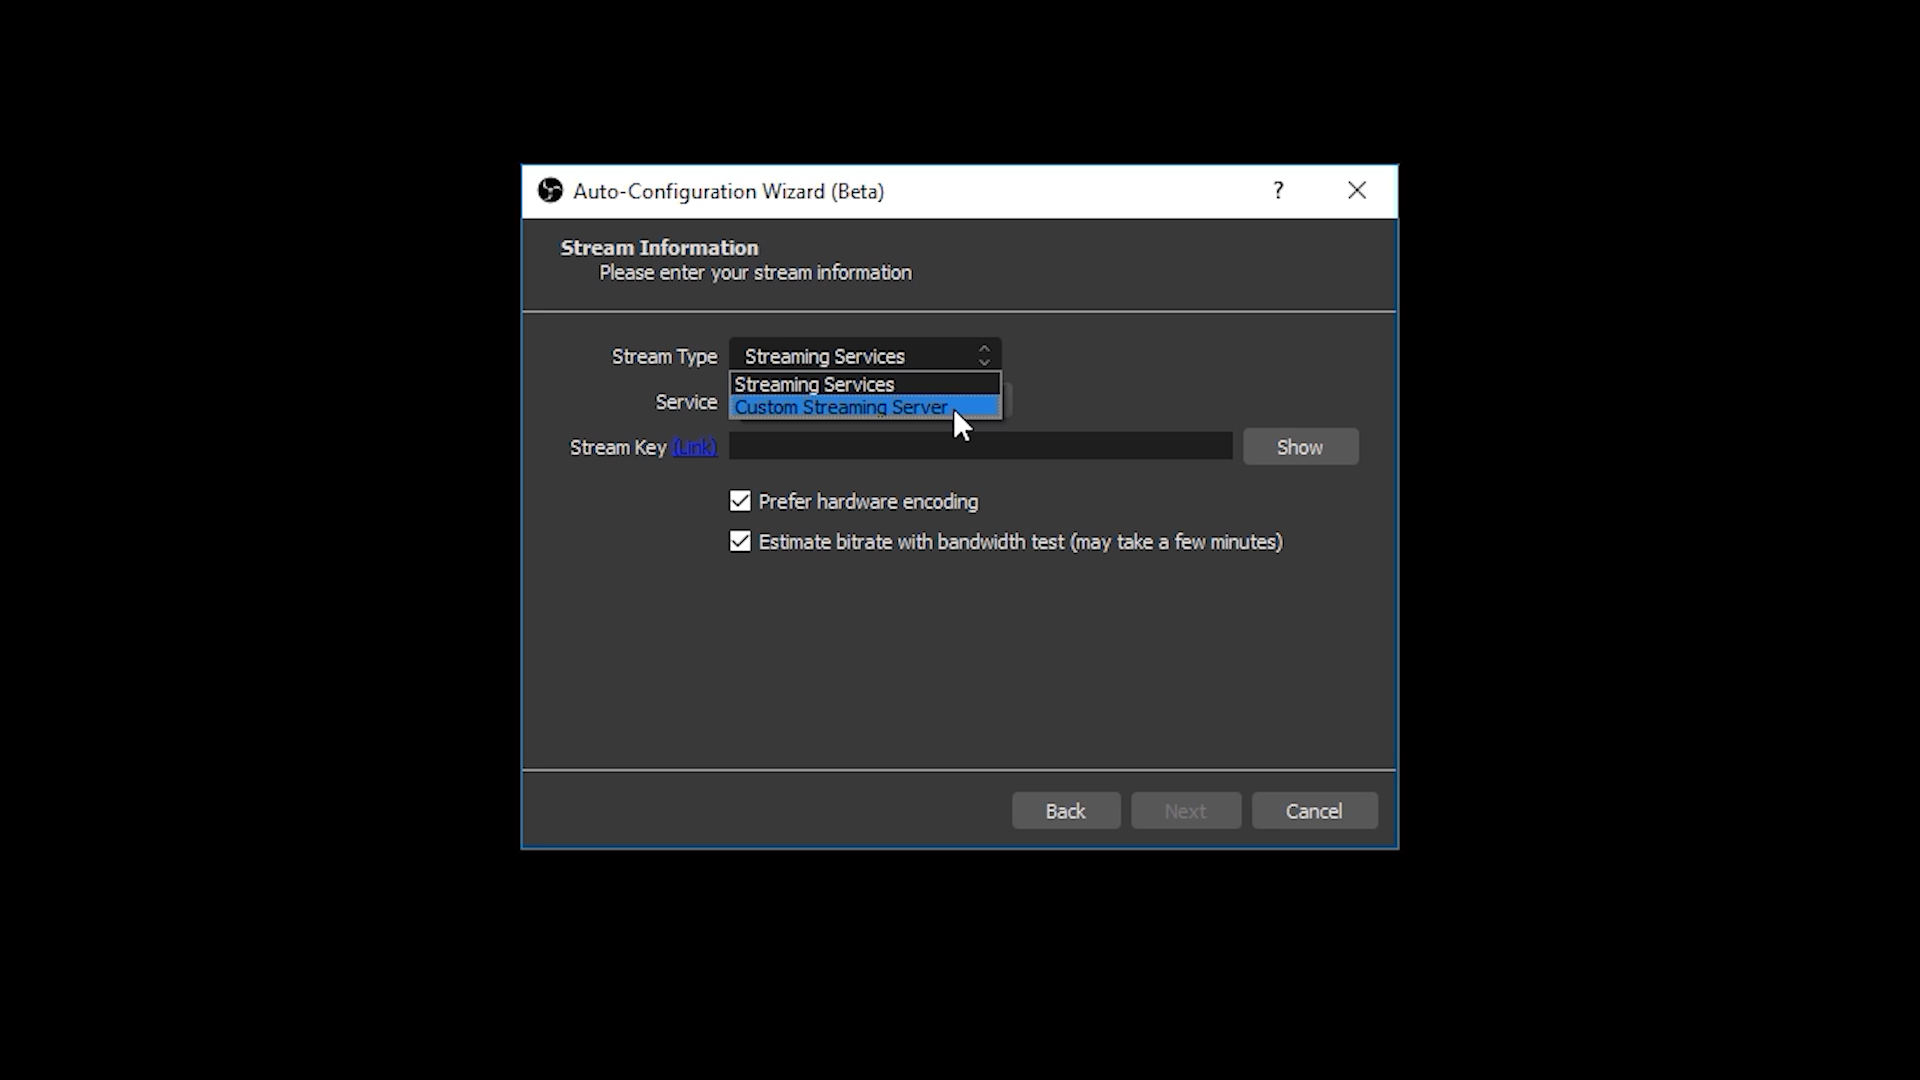 Auto-Configuration Wizard (Beta)
?
Stream Information
Please enter your stream information
Stream Type
Streaming Services
Streaming Services
Service
Custom Streaming Server
Stream Key (Link)
Show
Prefer hardware encoding
Estimate bitrate with bandwidth test (may take a few minutes)
Back
Next
Cancel